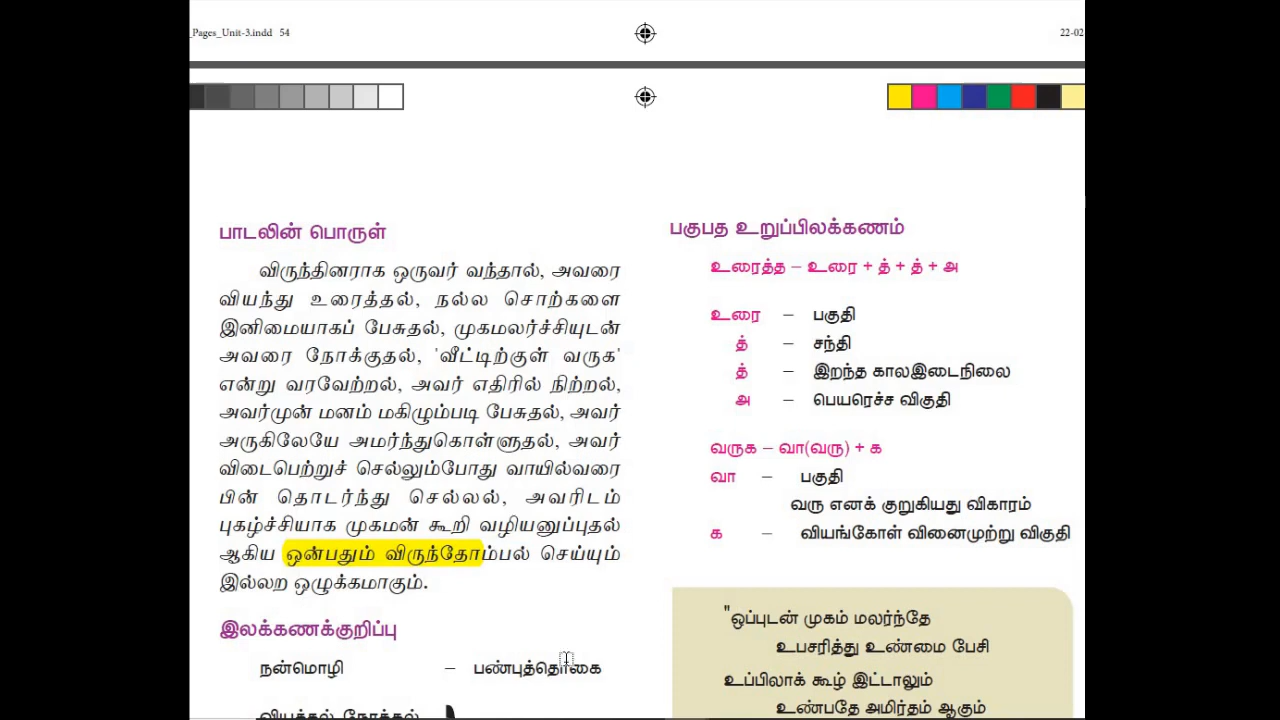 _Pages_Unit-3.indd 54
22-02
பாடலின் பொருள்
விருந்தினராக ஒருவர் வந்தால், அவரை
வியந்து உரைத்தல், நல்ல சொற்களை
இனிமையாகப் பேசுதல், முகமலர்ச்சியுடன்
அவரை நோக்குதல், 'வீட்டிற்குள் வருக'
என்று வரவேற்றல், அவர் எதிரில் நிற்றல்,
அவர்முன் மனம் மகிழும்படி பேசுதல், அவர்
அருகிலேயே அமர்ந்துகொள்ளுதல், அவர்
விடைபெற்றுச் செல்லும்போது வாயில்வரை
பின் தொடர்ந்து செல்லல், அவரிடம்
புகழ்ச்சியாக முகமன் கூறி வழியனுப்புதல்
ஆகிய ஒன்பதும் விருந்தோம்பல் செய்யும்
இல்லற ஒழுக்கமாகும்.
இலக்கணக்குறிப்பு
நன்மொழி – பண்புத்தொகை
வியத்தல் நோக்கல்
பகுபத உறுப்பிலக்கணம்
உரைத்த – உரை + த் + த் + அ
உரை – பகுதி
த் – சந்தி
த் – இறந்த காலஇடைநிலை
அ – பெயரெச்ச விகுதி
வருக – வா(வரு) + க
வா – பகுதி
வரு எனக் குறுகியது விகாரம்
க – வியங்கோள் வினைமுற்று விகுதி
"ஒப்புடன் முகம் மலர்ந்தே
உபசரித்து உண்மை பேசி
உப்பிலாக் கூழ் இட்டாலும்
உண்பதே அமிர்தம் ஆகும்